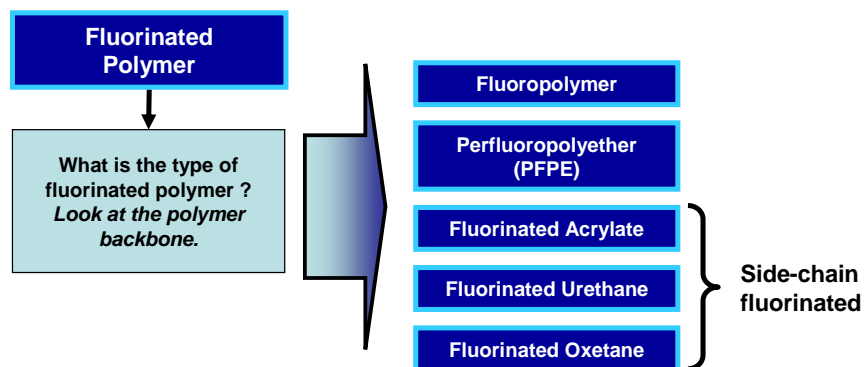 Fluorinated
Polymer
What is the type of
fluorinated polymer ?
Look at the polymer
backbone.
Fluoropolymer
Perfluoropolyether
(PFPE)
Fluorinated Acrylate
Fluorinated Urethane
Fluorinated Oxetane
Side-chain
fluorinated